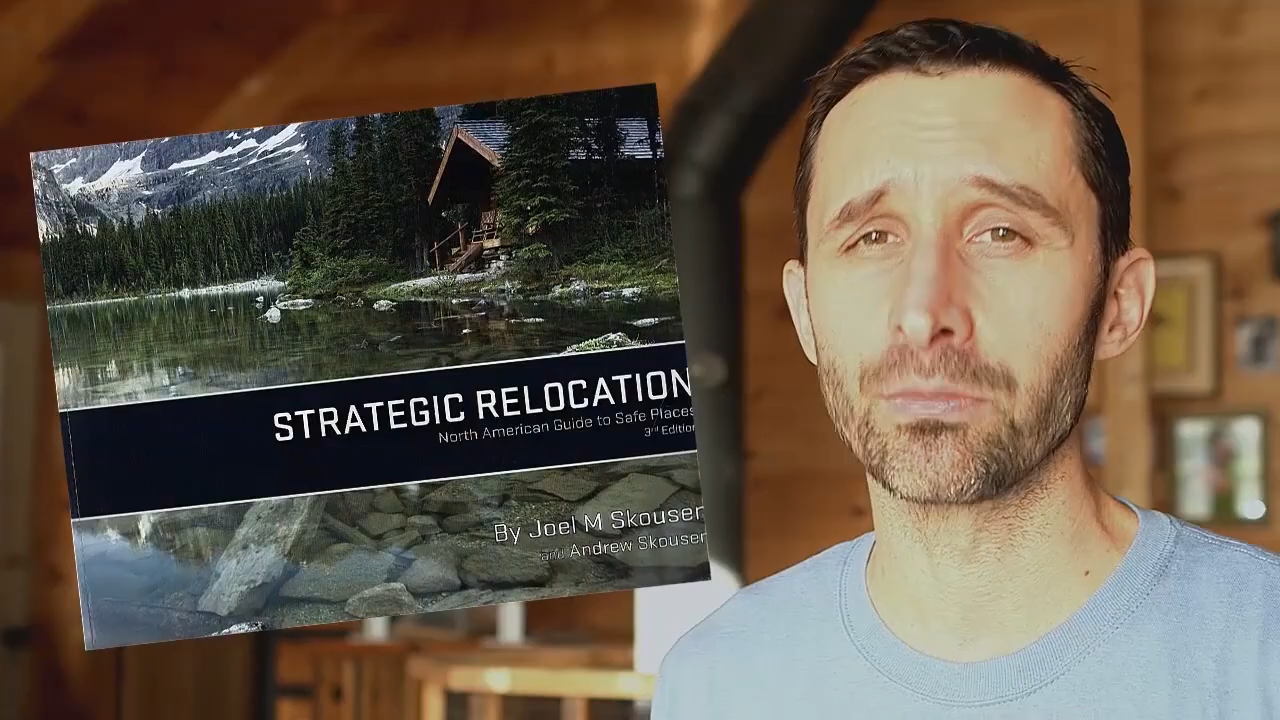 STRATEGIC RELOCATION
North American Guide to Safe Places
3rd Edition
By Joel M Skousen
and Andrew Skousen